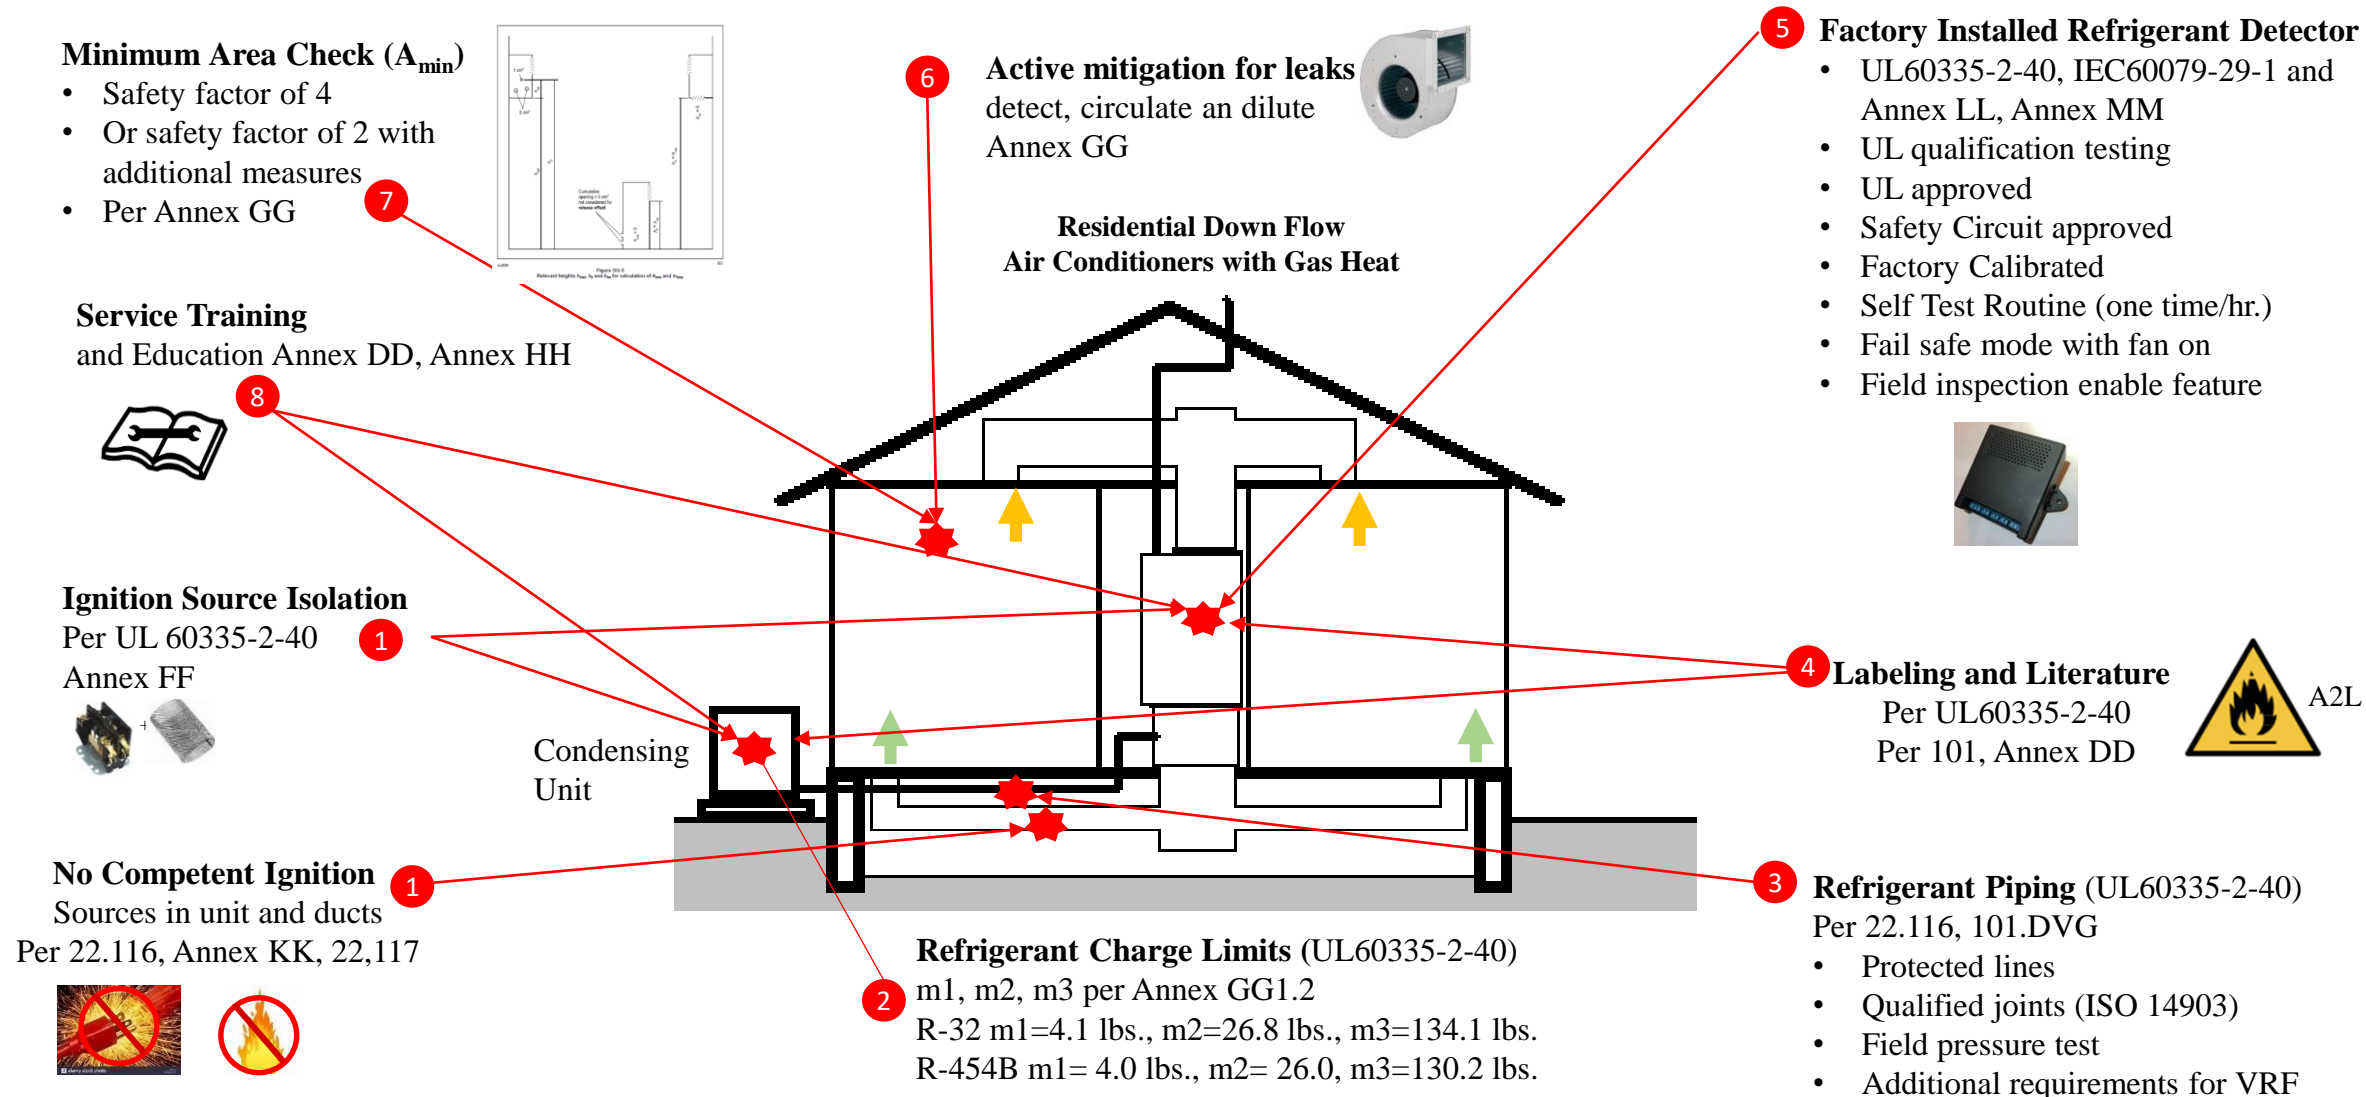 Minimum Area Check (Amin)
• Safety factor of 4
• Or safety factor of 2 with
additional measures
• Per Annex GG
7
6
Active mitigation for leaks
detect, circulate an dilute
Annex GG
5
Factory Installed Refrigerant Detector
• UL60335-2-40, IEC60079-29-1 and
Annex LL, Annex MM
• UL qualification testing
• UL approved
• Safety Circuit approved
• Factory Calibrated
• Self Test Routine (one time/hr.)
• Fail safe mode with fan on
• Field inspection enable feature
Residential Down Flow
Air Conditioners with Gas Heat
Service Training
and Education Annex DD, Annex HH
8
Ignition Source Isolation
Per UL 60335-2-40
Annex FF
1
+
Condensing
Unit
4
Labeling and Literature
Per UL60335-2-40
Per 101, Annex DD
A2L
No Competent Ignition
Sources in unit and ducts
Per 22.116, Annex KK, 22,117
1
2
Refrigerant Charge Limits (UL60335-2-40)
m1, m2, m3 per Annex GG1.2
R-32 m1=4.1 lbs., m2=26.8 lbs., m3=134.1 lbs.
R-454B m1= 4.0 lbs., m2= 26.0, m3=130.2 lbs.
3
Refrigerant Piping (UL60335-2-40)
Per 22.116, 101.DVG
• Protected lines
• Qualified joints (ISO 14903)
• Field pressure test
• Additional requirements for VRF